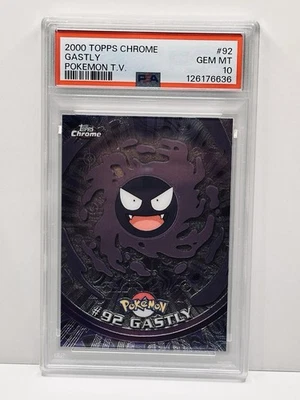 2000 TOPPS CHROME #92
GASTLY GEM MT
POKEMON T.V. 10
PSA 126176636
Topps
Chrome
POKéMON
#92 GASTLY